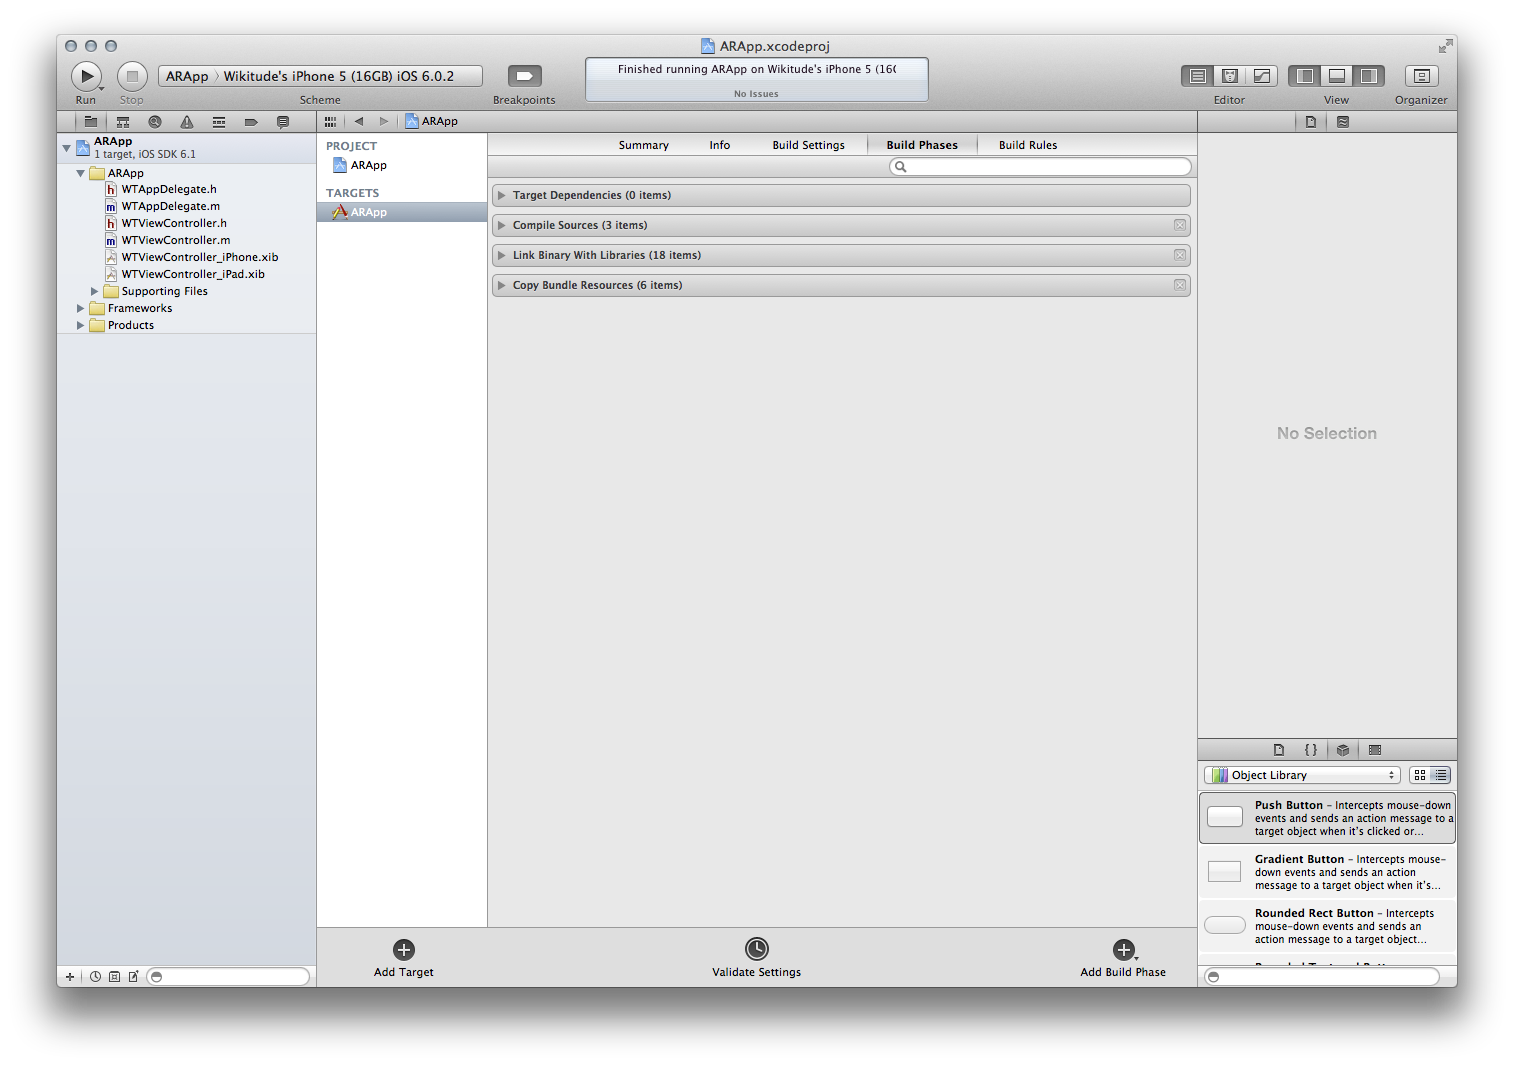 ARApp.xcodeproj
ARApp
Wikitude's iPhone 5 (16GB) iOS 6.0.2
Finished running ARApp on Wikitude's iPhone 5 (16G
No Issues
Run
Stop
Scheme
Breakpoints
Editor
View
Organizer
ARApp
ARApp
1 target, iOS SDK 6.1
ARApp
h WTAppDelegate.h
m WTAppDelegate.m
h WTViewController.h
m WTViewController.m
WTViewController_iPhone.xib
WTViewController_iPad.xib
Supporting Files
Frameworks
Products
PROJECT
ARApp
TARGETS
ARApp
Summary
Info
Build Settings
Build Phases
Build Rules
Target Dependencies (0 items)
Compile Sources (3 items)
Link Binary With Libraries (18 items)
Copy Bundle Resources (6 items)
Add Target
Validate Settings
Add Build Phase
No Selection
{ }
Object Library
Push Button – Intercepts mouse-down
events and sends an action message to a
target object when it's clicked or...
Gradient Button – Intercepts mouse-
down events and sends an action
message to a target object when it's...
Rounded Rect Button – Intercepts
mouse-down events and sends an
action message to a target object...